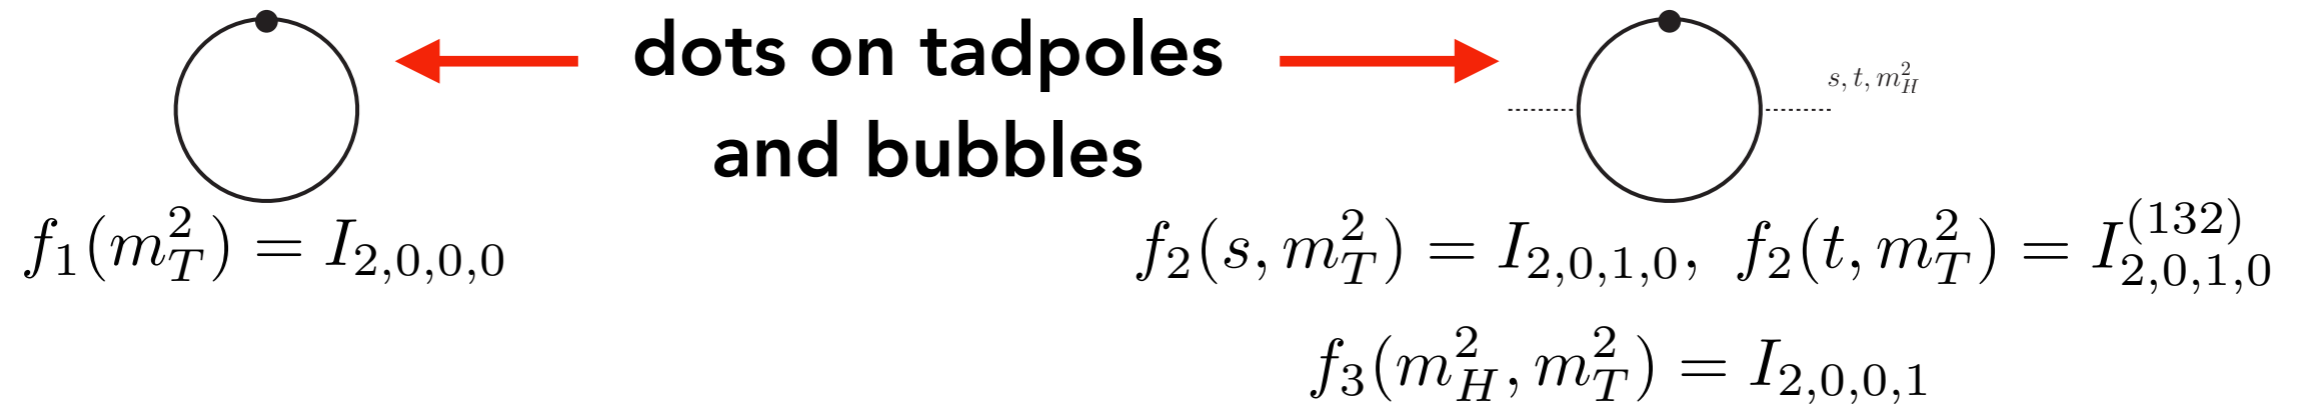 dots on tadpoles
and bubbles
s, t, m_H^2
f_1(m_T^2) = I_{2,0,0,0}
f_2(s, m_T^2) = I_{2,0,1,0}, f_2(t, m_T^2) = I_{2,0,1,0}^{(132)}
f_3(m_H^2, m_T^2) = I_{2,0,0,1}